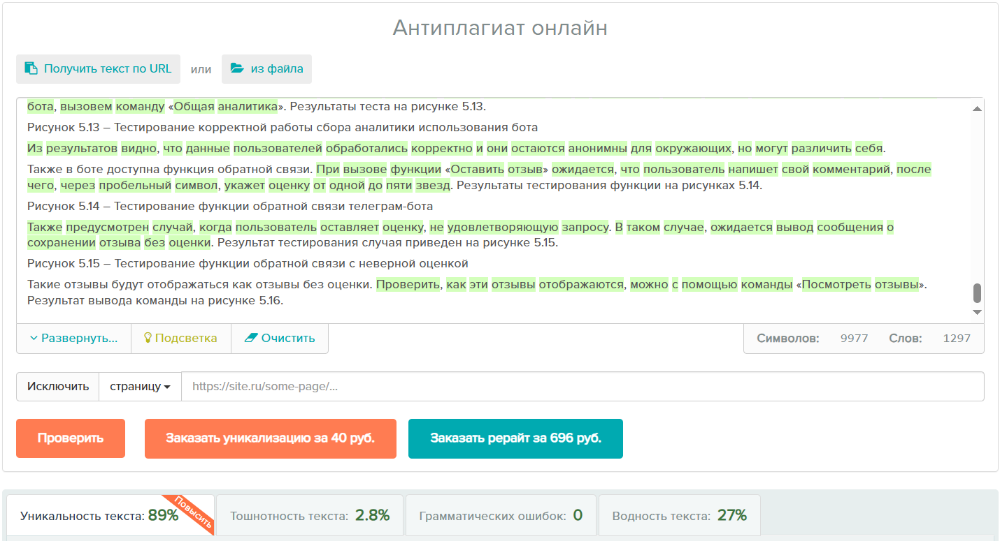 Антиплагиат онлайн
Получить текст по URL или из файла
бота, вызовем команду «Общая аналитика». Результаты теста на рисунке 5.13.
Рисунок 5.13 – Тестирование корректной работы сбора аналитики использования бота
Из результатов видно, что данные пользователей обработались корректно и они остаются анонимны для окружающих, но могут различить себя.
Также в боте доступна функция обратной связи. При вызове функции «Оставить отзыв» ожидается, что пользователь напишет свой комментарий, после
чего, через пробельный символ, укажет оценку от одной до пяти звезд. Результаты тестирования функции на рисунках 5.14.
Рисунок 5.14 – Тестирование функции обратной связи телеграм-бота
Также предусмотрен случай, когда пользователь оставляет оценку, не удовлетворяющую запросу. В таком случае, ожидается вывод сообщения о
сохранении отзыва без оценки. Результат тестирования случая приведен на рисунке 5.15.
Рисунок 5.15 – Тестирование функции обратной связи с неверной оценкой
Такие отзывы будут отображаться как отзывы без оценки. Проверить, как эти отзывы отображаются, можно с помощью команды «Посмотреть отзывы».
Результат вывода команды на рисунке 5.16.
Развернуть... Подсветка Очистить Символов: 9977 Слов: 1297
Исключить страницу https://site.ru/some-page/...
Проверить Заказать уникализацию за 40 руб. Заказать рерайт за 696 руб.
Уникальность текста: 89% Повысить Тошнотность текста: 2.8% Грамматических ошибок: 0 Водность текста: 27%